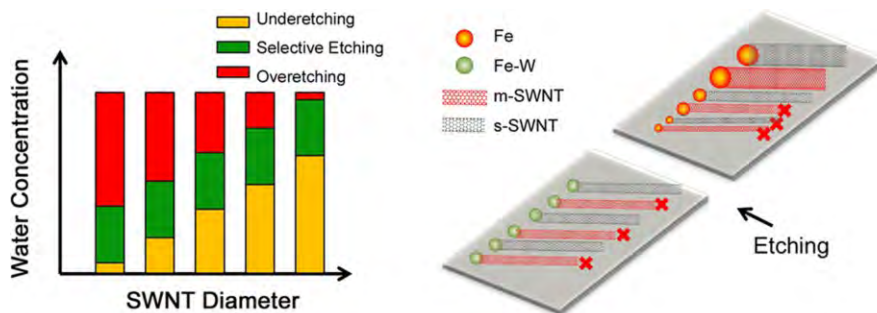 Underetching
Selective Etching
Overetching
Water Concentration
SWNT Diameter
Fe
Fe-W
m-SWNT
s-SWNT
Etching